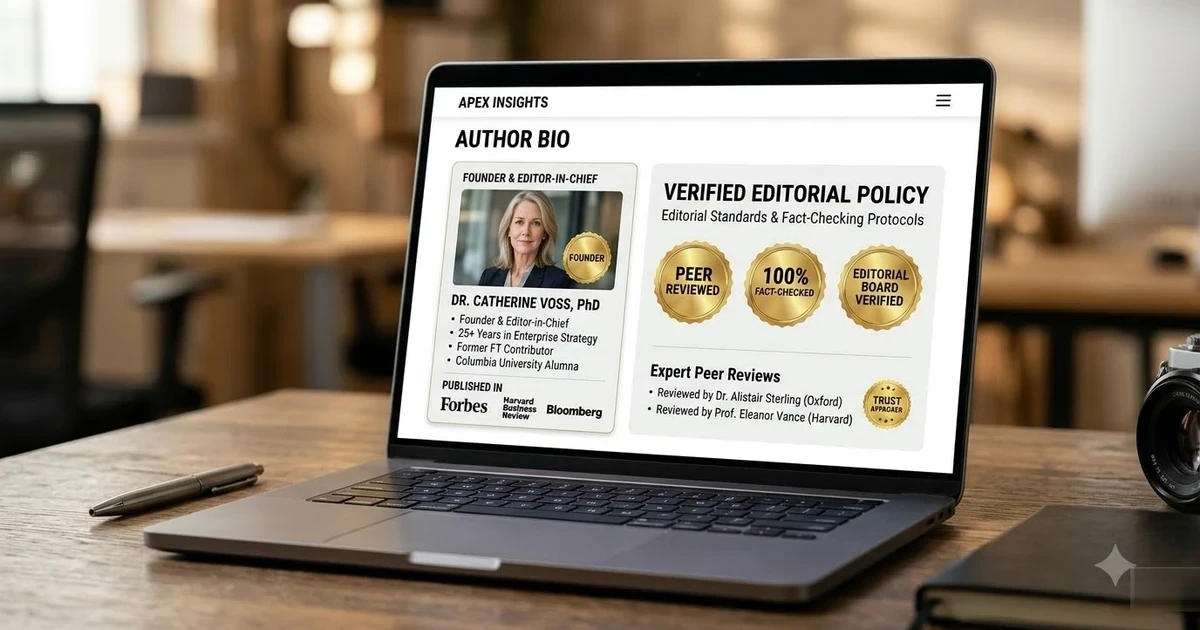 APEX INSIGHTS
AUTHOR BIO
FOUNDER & EDITOR-IN-CHIEF
FOUNDER
DR. CATHERINE VOSS, PhD
• Founder & Editor-in-Chief
• 25+ Years in Enterprise Strategy
• Former FT Contributor
• Columbia University Alumna
PUBLISHED IN
Forbes
Harvard
Business
Neview
Bloomberg
VERIFIED EDITORIAL POLICY
Editorial Standards & Fact-Checking Protocols
PEER
REVIEWED
100%
FACT-CHECKED
EDITORIAL
BOARD
VERIFIED
Expert Peer Reviews
• Reviewed by Dr. Alistair Sterling (Oxford)
• Reviewed by Prof. Eleanor Vance (Harvard)
TRUST
APPAGAER